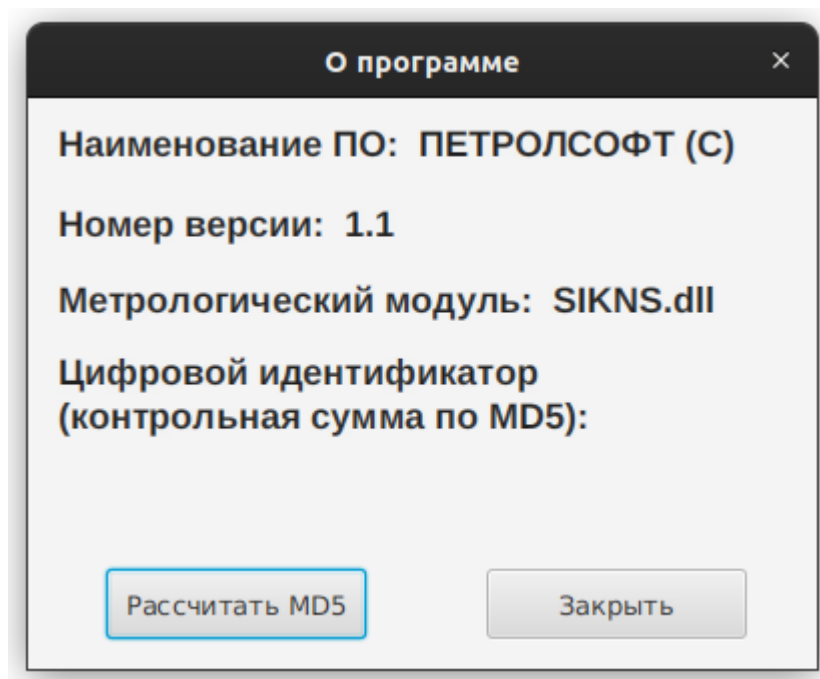 О программе
Наименование ПО: ПЕТРОЛСОФТ (С)
Номер версии: 1.1
Метрологический модуль: SIKNS.dll
Цифровой идентификатор
(контрольная сумма по MD5):
Рассчитать MD5
Закрыть